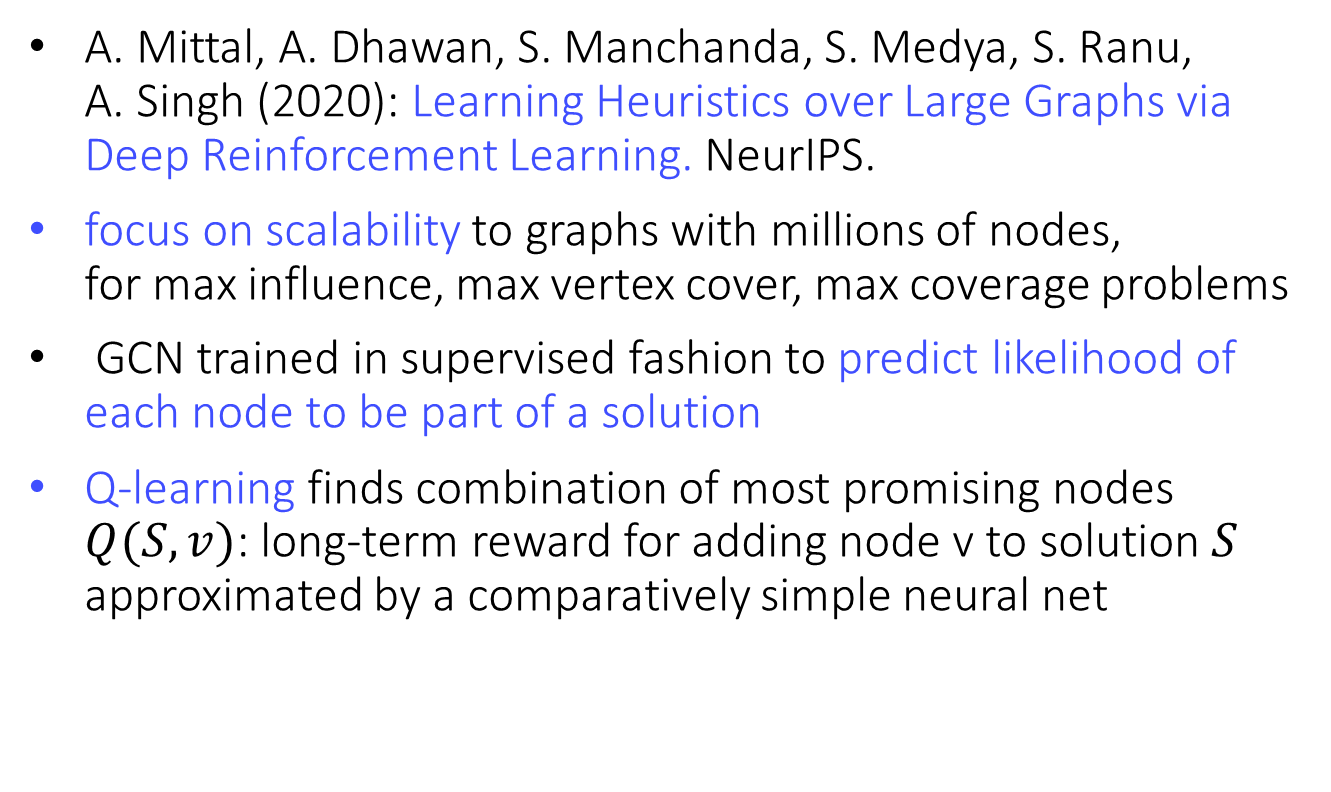 • A. Mittal, A. Dhawan, S. Manchanda, S. Medya, S. Ranu,
A. Singh (2020): Learning Heuristics over Large Graphs via
Deep Reinforcement Learning. NeurIPS.
• focus on scalability to graphs with millions of nodes,
for max influence, max vertex cover, max coverage problems
• GCN trained in supervised fashion to predict likelihood of
each node to be part of a solution
• Q-learning finds combination of most promising nodes
Q(S, v): long-term reward for adding node v to solution S
approximated by a comparatively simple neural net